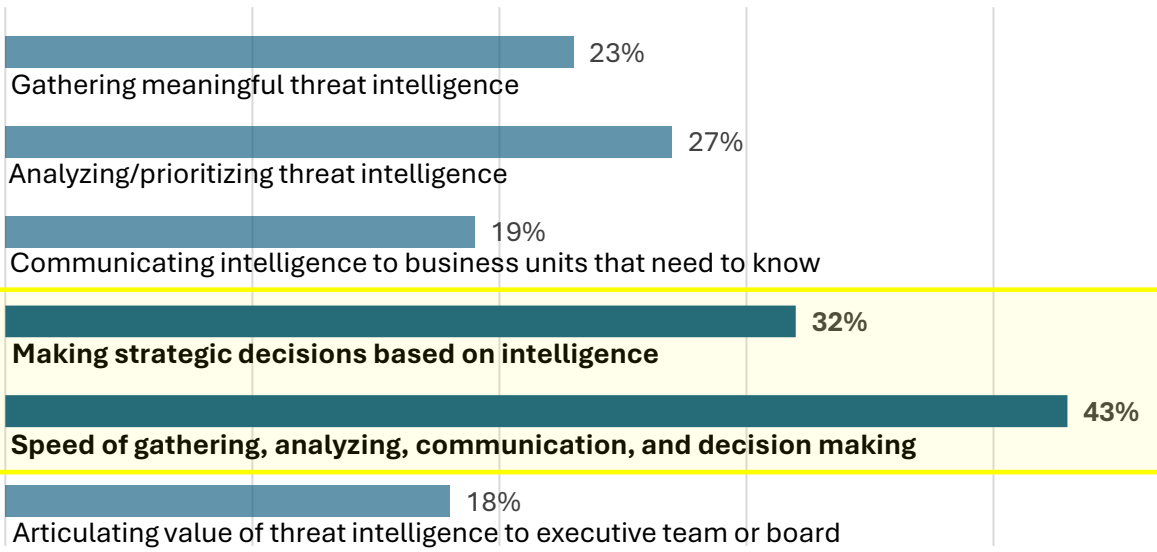 23%
Gathering meaningful threat intelligence
27%
Analyzing/prioritizing threat intelligence
19%
Communicating intelligence to business units that need to know
32%
Making strategic decisions based on intelligence
43%
Speed of gathering, analyzing, communication, and decision making
18%
Articulating value of threat intelligence to executive team or board